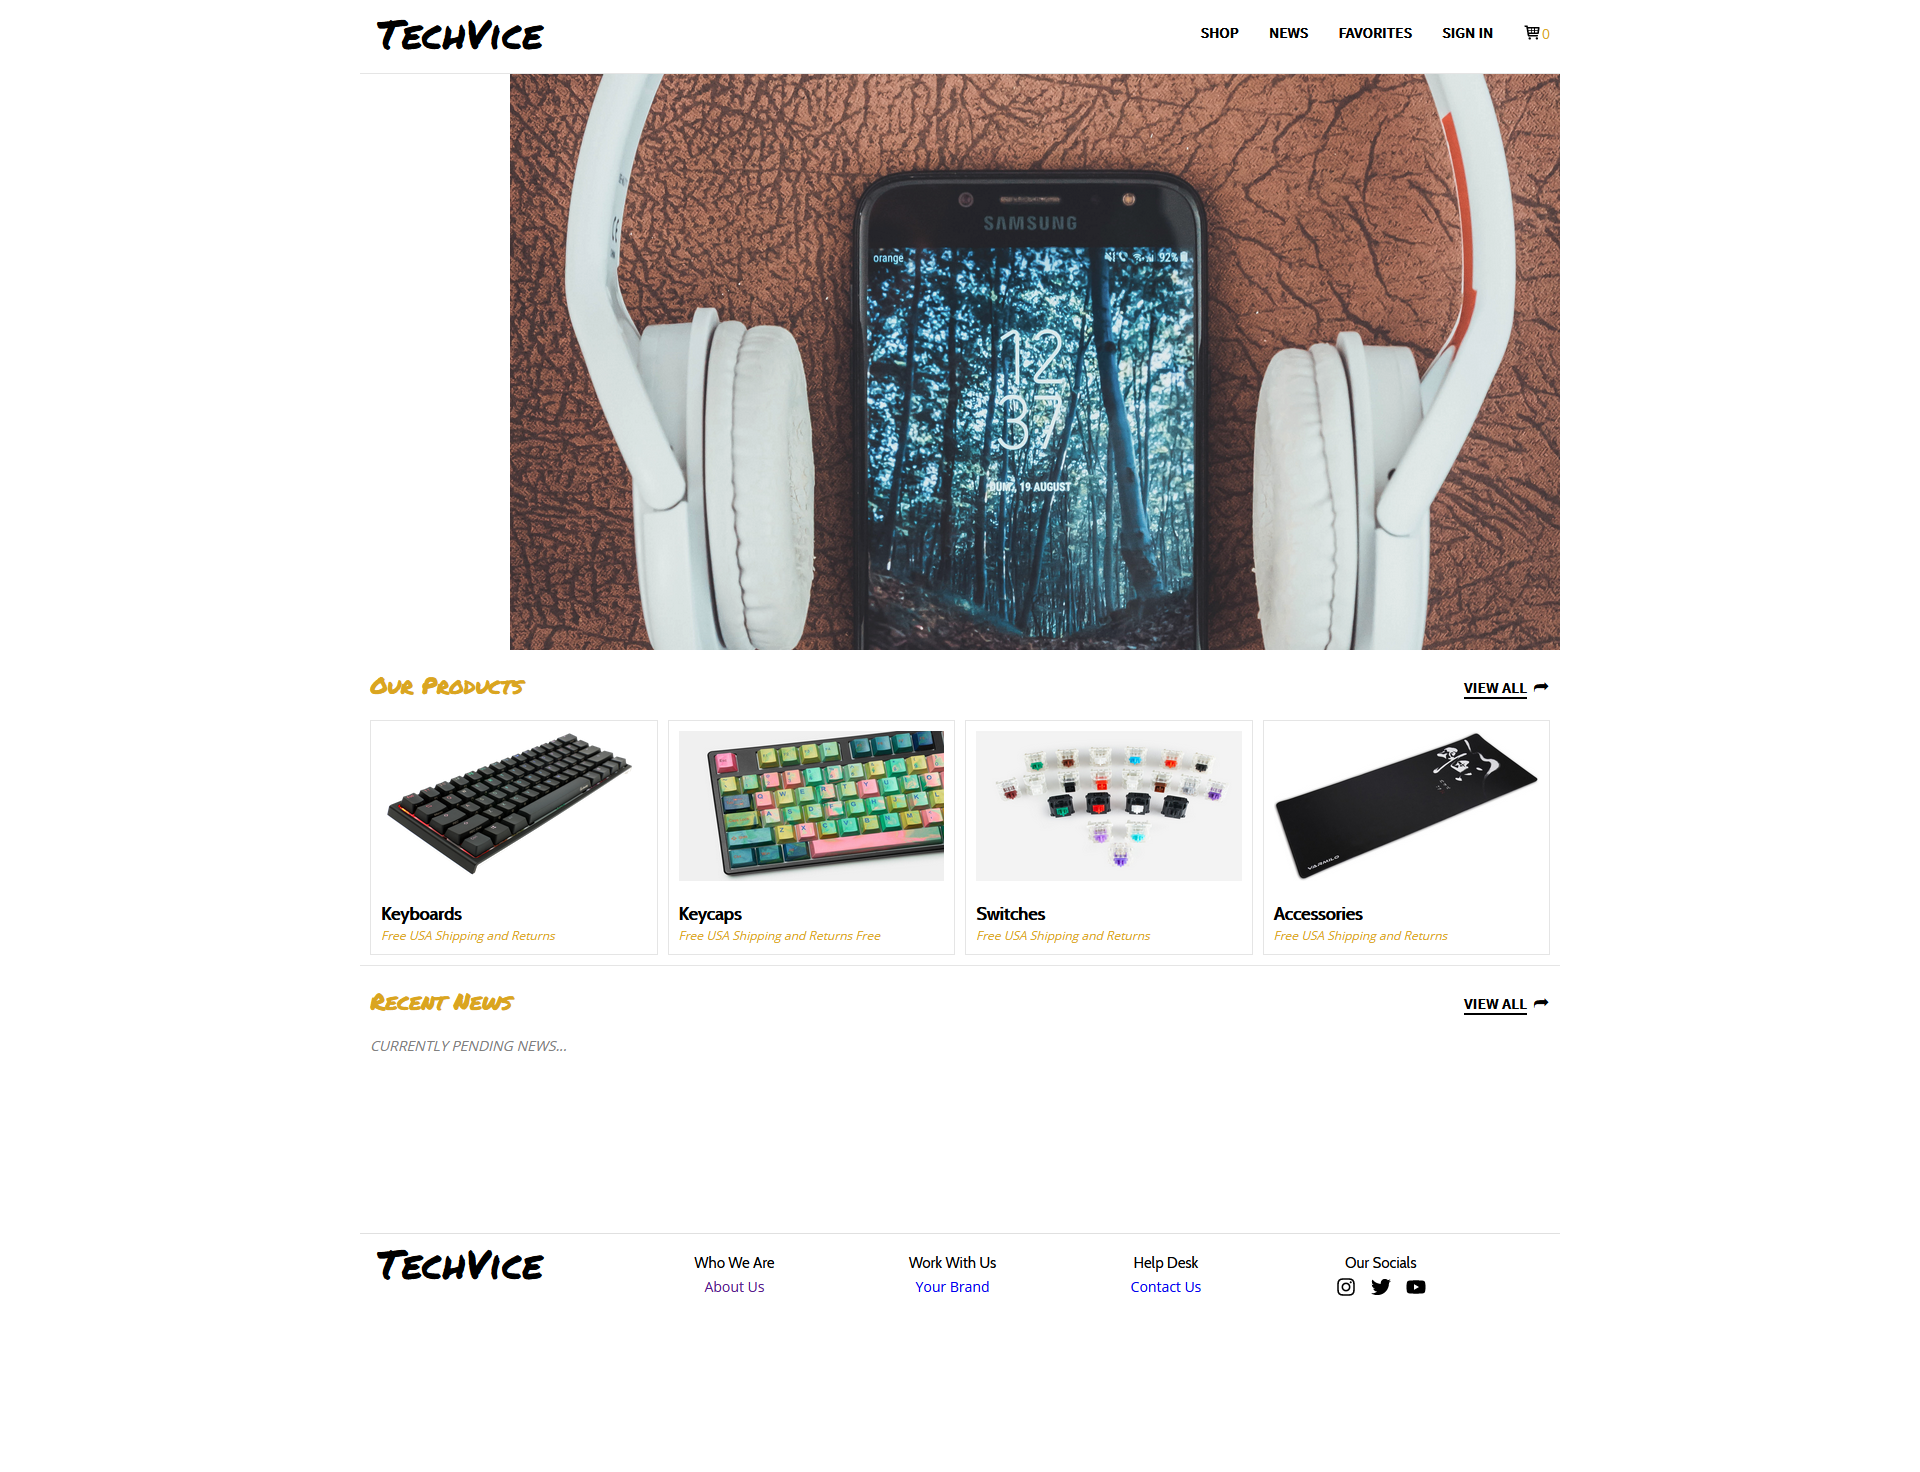 TechVice
SHOP NEWS FAVORITES SIGN IN 0
SAMSUNG
orange 92%
12
37
DUM., 19 AUGUST
Our Products
VIEW ALL
VARMILO
Keyboards
Free USA Shipping and Returns
Keycaps
Free USA Shipping and Returns Free
Switches
Free USA Shipping and Returns
Accessories
Free USA Shipping and Returns
Recent News
VIEW ALL
CURRENTLY PENDING NEWS...
TechVice
Who We Are
About Us
Work With Us
Your Brand
Help Desk
Contact Us
Our Socials